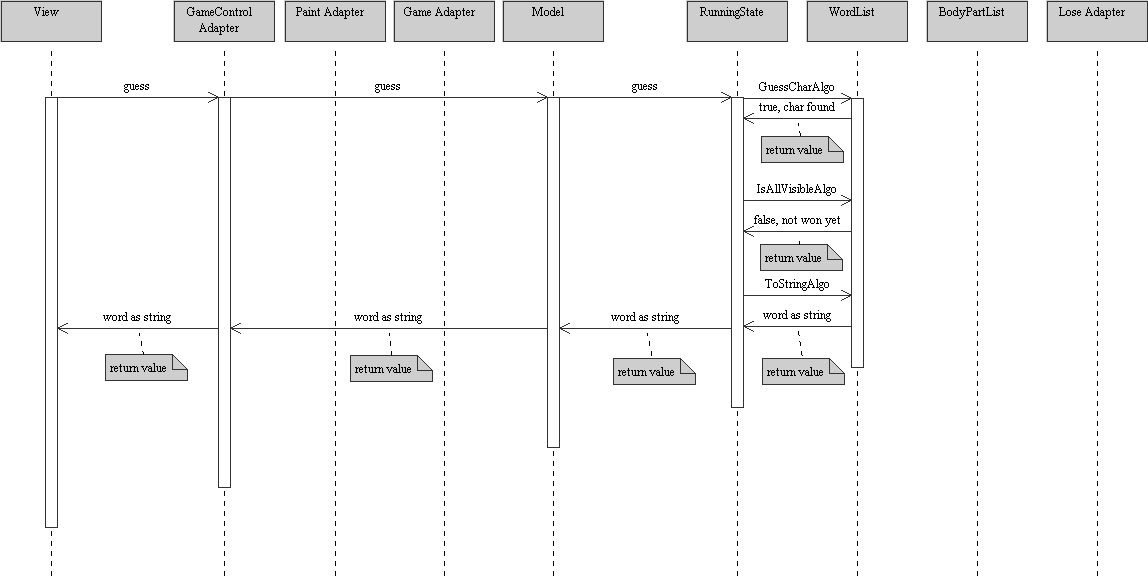 View
GameControl
Adapter
Paint Adapter
Game Adapter
Model
RunningState
WordList
BodyPartList
Lose Adapter
guess
guess
guess
GuessCharAlgo
true, char found
return value
IsAllVisibleAlgo
false, not won yet
return value
ToStringAlgo
word as string
word as string
word as string
word as string
return value
return value
return value
return value